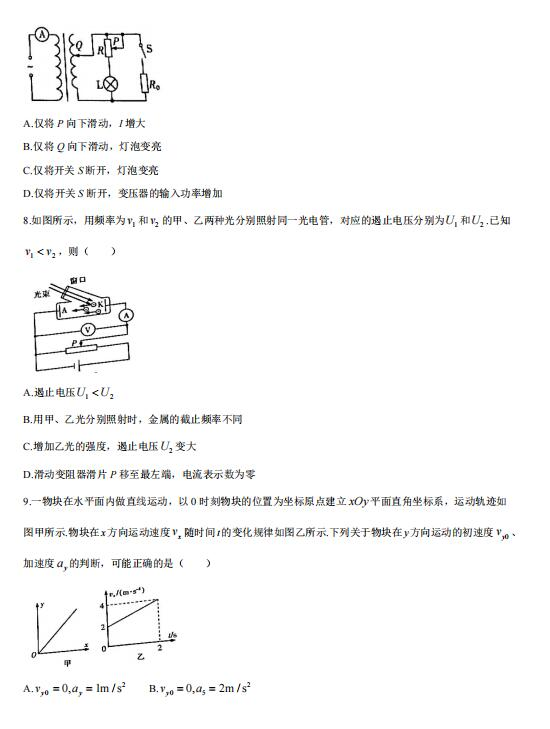 A
Q
P
S
R
~
L
R₀
A.仅将 P 向下滑动，I 增大
B.仅将 Q 向下滑动，灯泡变亮
C.仅将开关 S 断开，灯泡变亮
D.仅将开关 S 断开，变压器的输入功率增加
8.如图所示，用频率为 v₁ 和 v₂ 的甲、乙两种光分别照射同一光电管，对应的遏止电压分别为 U₁ 和 U₂ .已知
v₁ < v₂ ，则（　　）
窗口
光束
A
K
A
V
P
A.遏止电压 U₁ < U₂
B.用甲、乙光分别照射时，金属的截止频率不同
C.增加乙光的强度，遏止电压 U₂ 变大
D.滑动变阻器滑片 P 移至最左端，电流表示数为零
9.一物块在水平面内做直线运动，以 0 时刻物块的位置为坐标原点建立 xOy 平面直角坐标系，运动轨迹如
图甲所示.物块在 x 方向运动速度 vₓ 随时间 t 的变化规律如图乙所示.下列关于物块在 y 方向运动的初速度 v_y0 、
加速度 a_y 的判断，可能正确的是（　　）
y
O
x
甲
vₓ/(m·s⁻¹)
4
2
0
2
t/s
乙
A. v_y0 = 0, a_y = 1m / s²　　B. v_y0 = 0, a₅ = 2m / s²